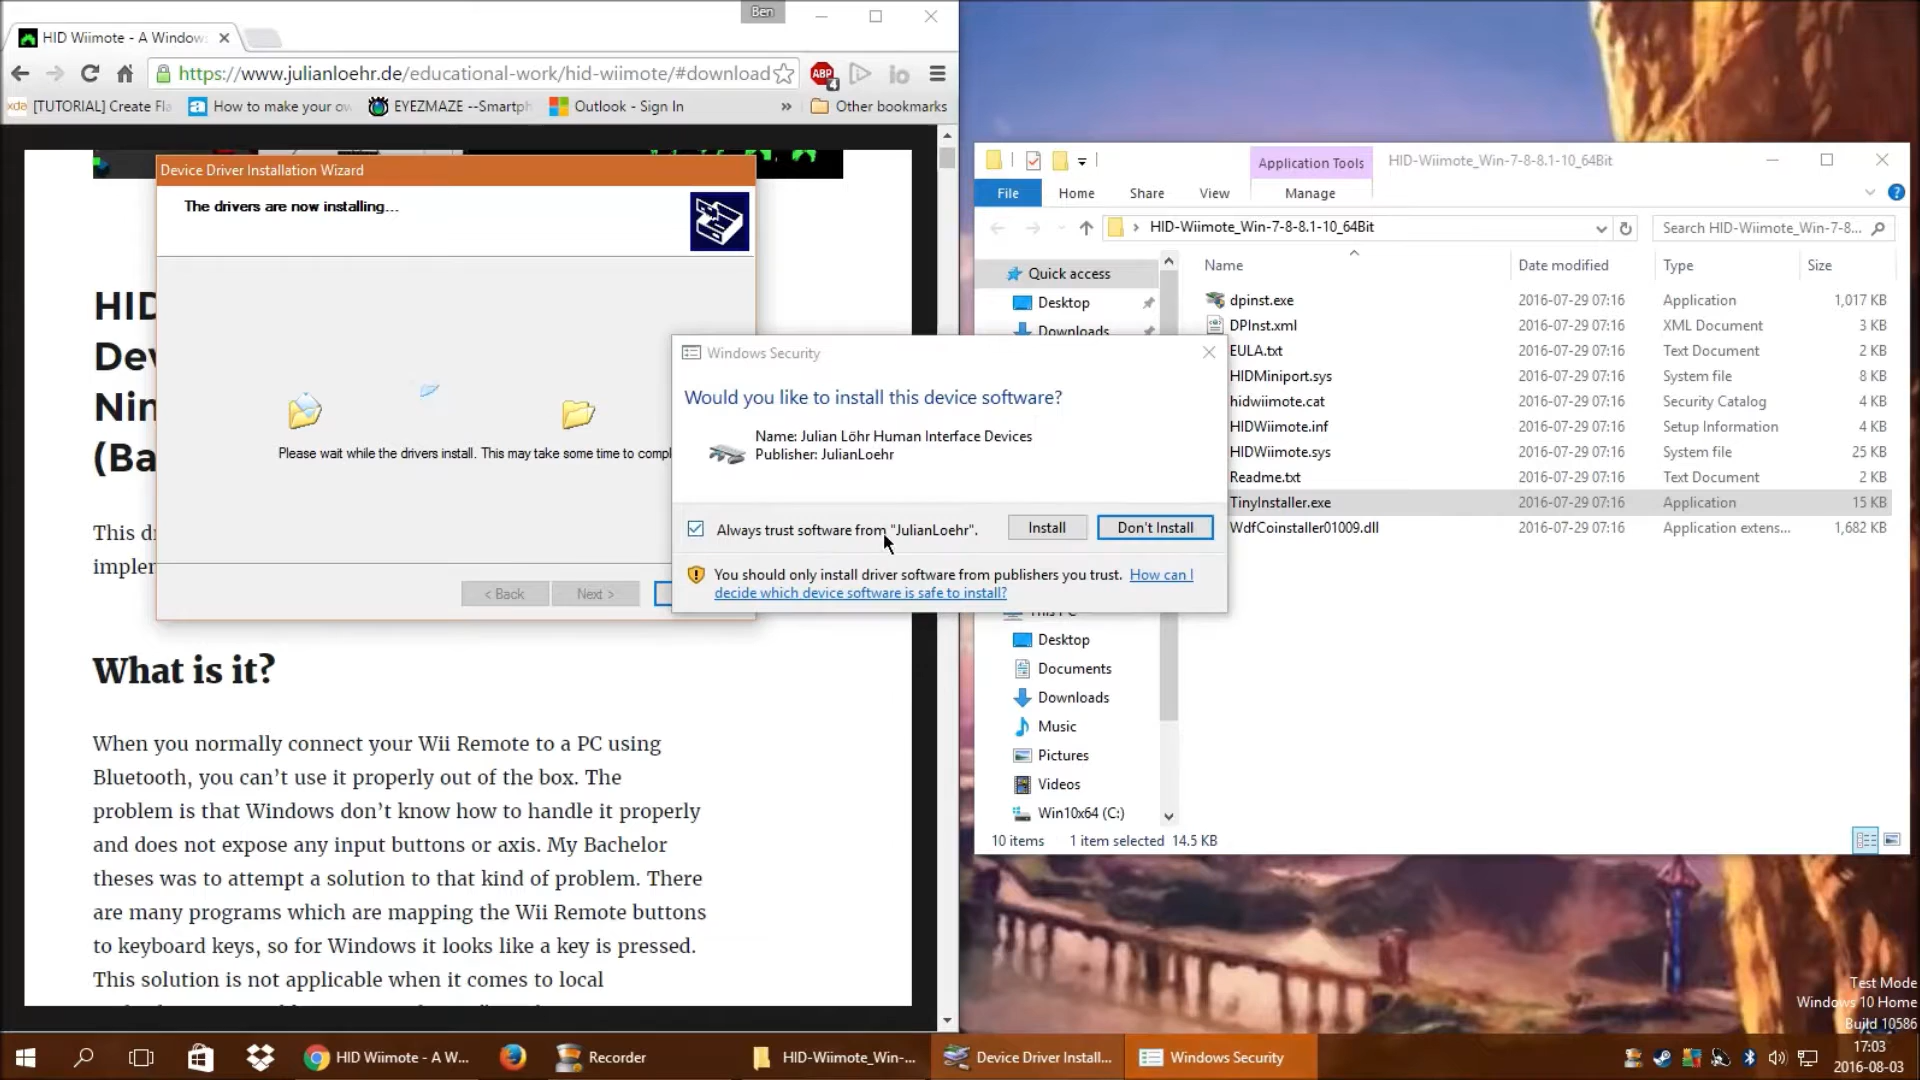 Ben
HID Wiimote - A Window
https://www.julianloehr.de/educational-work/hid-wiimote/#download
ABP
4
io
xda
[TUTORIAL] Create Fla
How to make your ow
EYEZMAZE --Smartph
Outlook - Sign In
»
Other bookmarks
Device Driver Installation Wizard
The drivers are now installing...
Please wait while the drivers install. This may take some time to compl
< Back
Next >
HID
Dev
Nin
(Ba
This dr
implem
What is it?
When you normally connect your Wii Remote to a PC using
Bluetooth, you can't use it properly out of the box. The
problem is that Windows don't know how to handle it properly
and does not expose any input buttons or axis. My Bachelor
theses was to attempt a solution to that kind of problem. There
are many programs which are mapping the Wii Remote buttons
to keyboard keys, so for Windows it looks like a key is pressed.
This solution is not applicable when it comes to local
Windows Security
Would you like to install this device software?
Name: Julian Löhr Human Interface Devices
Publisher: JulianLoehr
Always trust software from "JulianLoehr".
Install
Don't Install
You should only install driver software from publishers you trust. How can I
decide which device software is safe to install?
Application Tools
HID-Wiimote_Win-7-8-8.1-10_64Bit
File
Home
Share
View
Manage
HID-Wiimote_Win-7-8-8.1-10_64Bit
Search HID-Wiimote_Win-7-8...
Quick access
Desktop
Downloads
Name
Date modified
Type
Size
dpinst.exe 2016-07-29 07:16 Application 1,017 KB
DPInst.xml 2016-07-29 07:16 XML Document 3 KB
EULA.txt 2016-07-29 07:16 Text Document 2 KB
HIDMiniport.sys 2016-07-29 07:16 System file 8 KB
hidwiimote.cat 2016-07-29 07:16 Security Catalog 4 KB
HIDWiimote.inf 2016-07-29 07:16 Setup Information 4 KB
HIDWiimote.sys 2016-07-29 07:16 System file 25 KB
Readme.txt 2016-07-29 07:16 Text Document 2 KB
TinyInstaller.exe 2016-07-29 07:16 Application 15 KB
WdfCoinstaller01009.dll 2016-07-29 07:16 Application extens... 1,682 KB
This PC
Desktop
Documents
Downloads
Music
Pictures
Videos
Win10x64 (C:)
10 items
1 item selected 14.5 KB
Test Mode
Windows 10 Home
Build 10586
HID Wiimote - A W...
Recorder
HID-Wiimote_Win-...
Device Driver Install...
Windows Security
17:03
2016-08-03